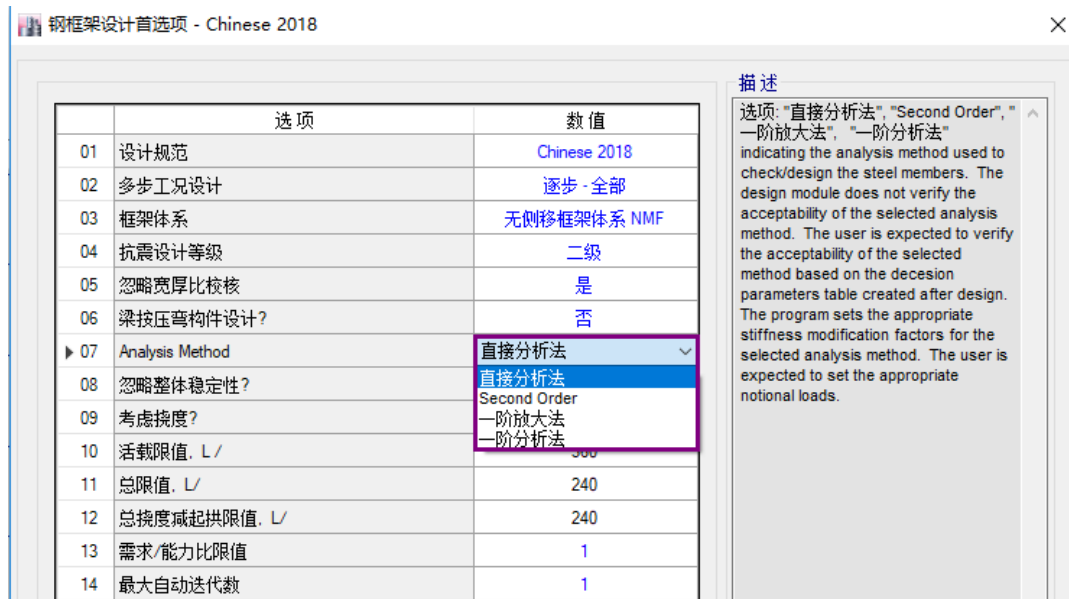 钢框架设计首选项 - Chinese 2018
选项 数值
01 设计规范 Chinese 2018
02 多步工况设计 逐步 - 全部
03 框架体系 无侧移框架体系 NMF
04 抗震设计等级 二级
05 忽略宽厚比校核 是
06 梁按压弯构件设计? 否
07 Analysis Method 直接分析法
直接分析法
Second Order
一阶放大法
一阶分析法
08 忽略整体稳定性?
09 考虑挠度?
10 活载限值, L /
11 总限值, L/ 240
12 总挠度减起拱限值, L/ 240
13 需求/能力比限值 1
14 最大自动迭代数 1
描述
选项: "直接分析法", "Second Order", "
一阶放大法", "一阶分析法"
indicating the analysis method used to
check/design the steel members. The
design module does not verify the
acceptability of the selected analysis
method. The user is expected to verify
the acceptability of the selected
method based on the decesion
parameters table created after design.
The program sets the appropriate
stiffness modification factors for the
selected analysis method. The user is
expected to set the appropriate
notional loads.